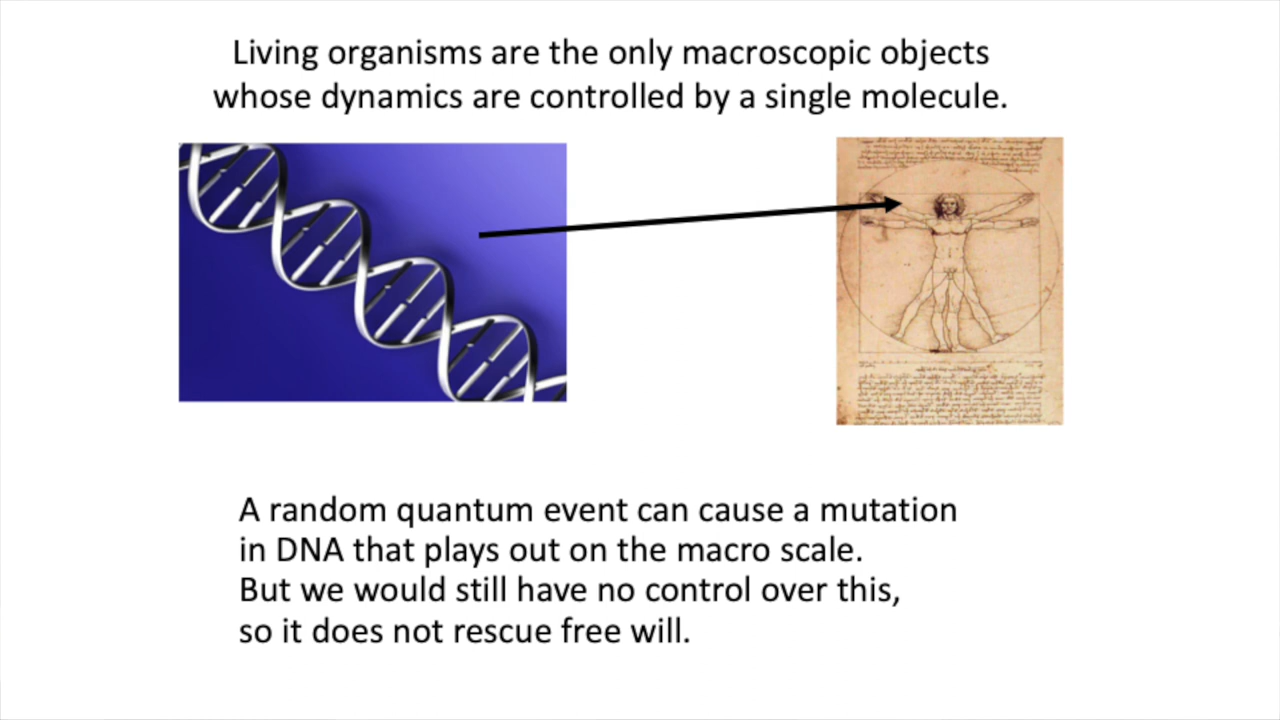 Living organisms are the only macroscopic objects
whose dynamics are controlled by a single molecule.
A random quantum event can cause a mutation
in DNA that plays out on the macro scale.
But we would still have no control over this,
so it does not rescue free will.